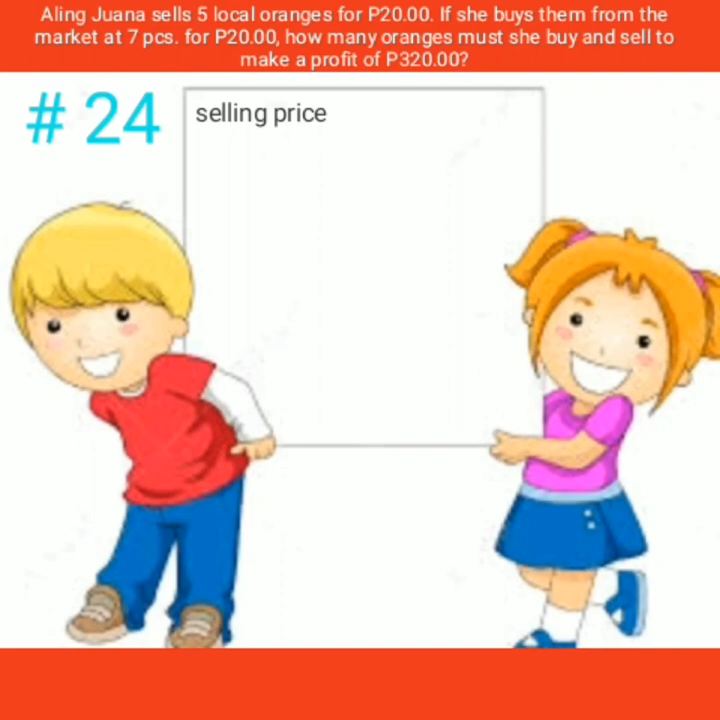 Aling Juana sells 5 local oranges for P20.00. If she buys them from the
market at 7 pcs. for P20.00, how many oranges must she buy and sell to
make a profit of P320.00?
# 24
selling price